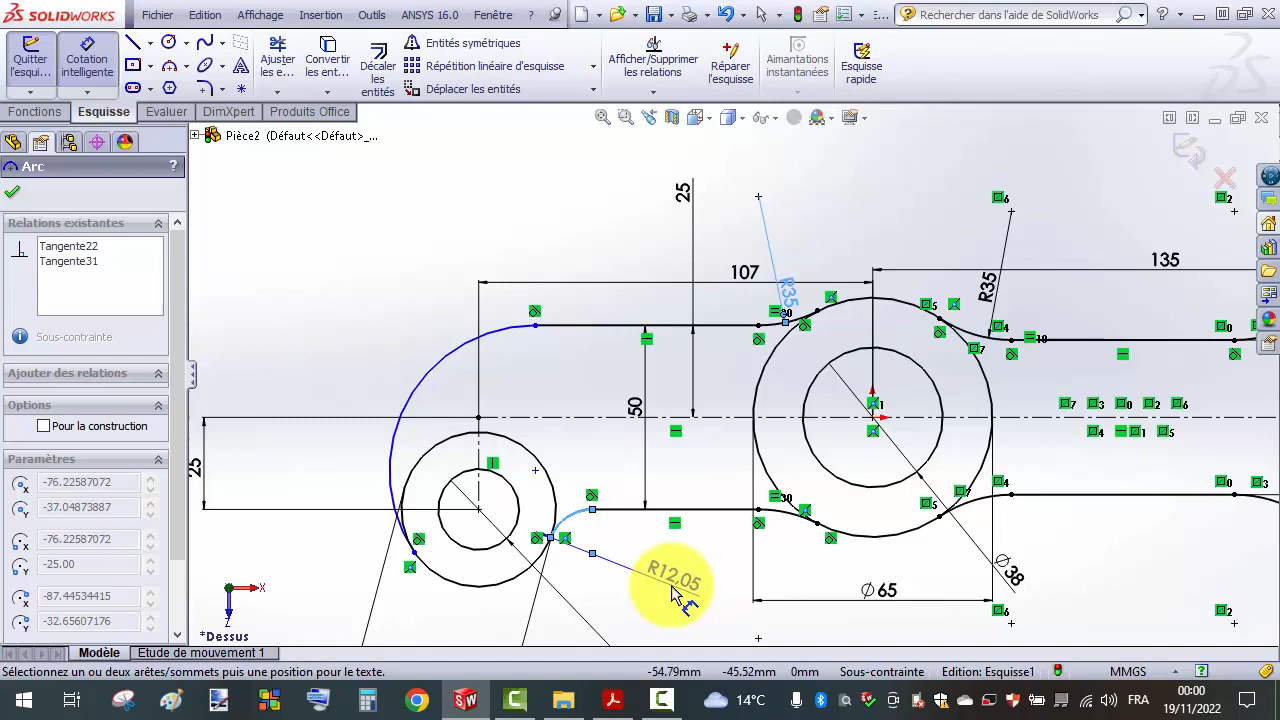 SOLIDWORKS
Fichier Edition Affichage Insertion Outils ANSYS 16.0 Fenêtre ?
E... Rechercher dans l'aide de SolidWorks
Quitter l'esqui...
Cotation intelligente
Ajuster les e...
Convertir les ent...
Décaler les entités
Entités symétriques
Répétition linéaire d'esquisse
Déplacer les entités
Afficher/Supprimer les relations
Réparer l'esquisse
Aimantations instantanées
Esquisse rapide
Fonctions Esquisse Evaluer DimXpert Produits Office
Pièce2 (Défaut<<Défaut>_...
Arc ?
Relations existantes
Tangente22
Tangente31
Sous-contrainte
Ajouter des relations
Options
Pour la construction
Paramètres
-76.22587072
-37.04873887
-76.22587072
-25.00
-87.44534415
-32.65607176
25
107
135
R35
R35
50
25
R12,05
Ø38
Ø65
X
Z
*Dessus
Modèle Etude de mouvement 1
Sélectionnez un ou deux arêtes/sommets puis une position pour le texte.
-54.79mm -45.52mm 0mm Sous-contrainte Edition: Esquisse1 MMGS
14°C FRA
00:00
19/11/2022